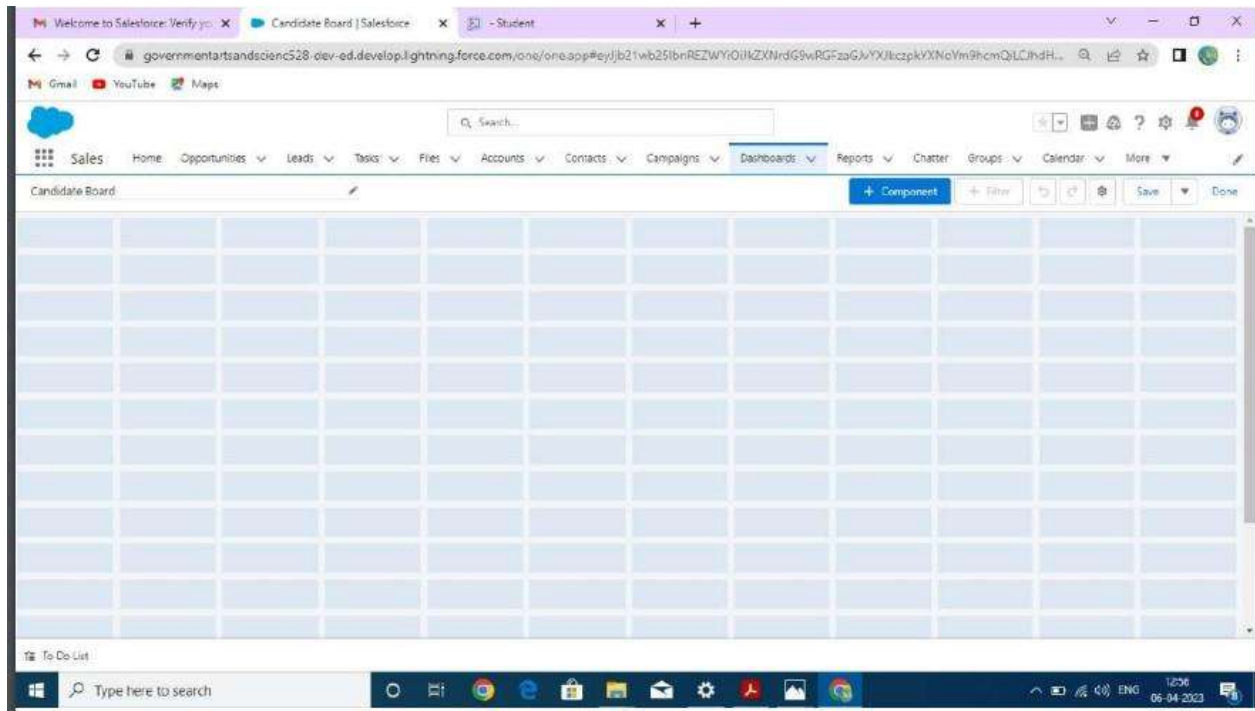 Welcome to Salesforce: Verify yo
Candidate Board | Salesforce
- Student
governmentartsandscienc528-dev-ed.develop.lightning.force.com/one/one.app#
Gmail
YouTube
Maps
Search...
Sales
Home
Opportunities
Leads
Tasks
Files
Accounts
Contacts
Campaigns
Dashboards
Reports
Chatter
Groups
Calendar
More
Candidate Board
+ Component
+ Filter
Save
Done
To Do List
Type here to search
ENG
12:56
06-04-2023